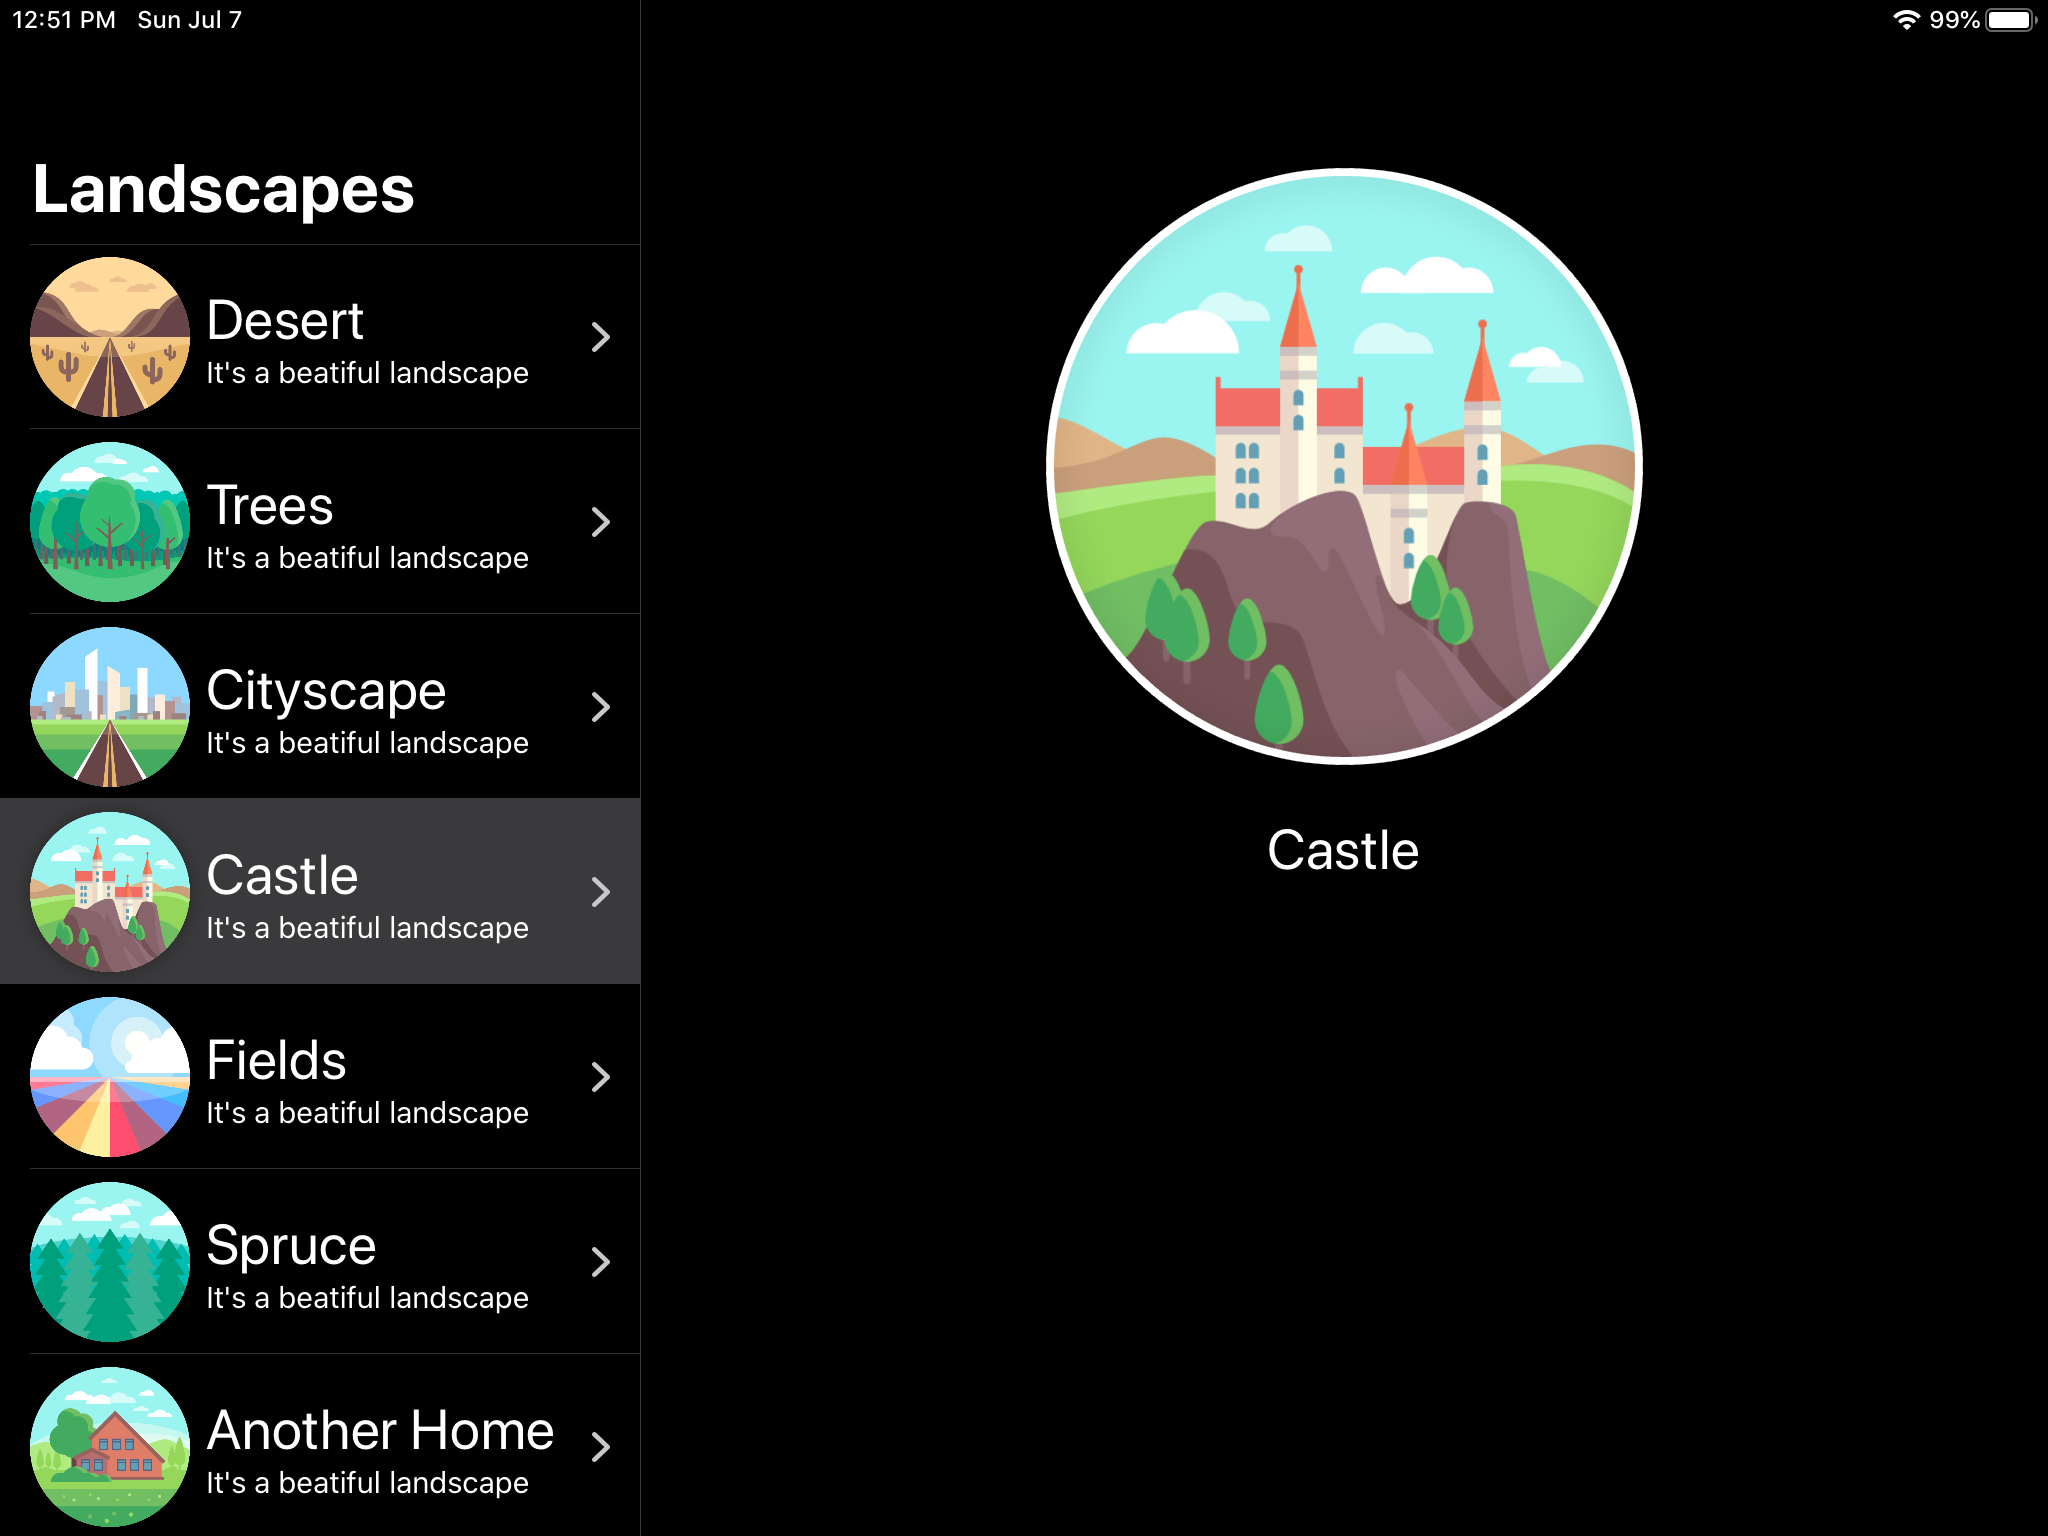 12:51 PM Sun Jul 7
99%
Landscapes
Desert
It's a beatiful landscape
Trees
It's a beatiful landscape
Cityscape
It's a beatiful landscape
Castle
It's a beatiful landscape
Fields
It's a beatiful landscape
Spruce
It's a beatiful landscape
Another Home
It's a beatiful landscape
Castle